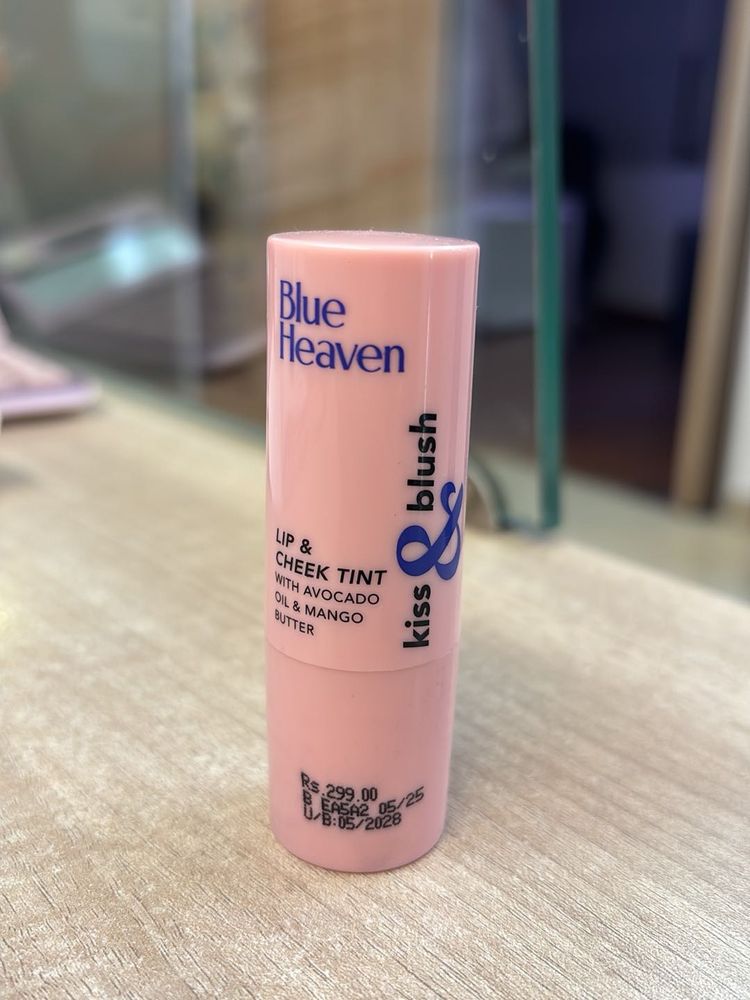 Blue
Heaven
kiss & blush
LIP &
CHEEK TINT
WITH AVOCADO
OIL & MANGO
BUTTER
Rs.299.00
B EA5A2 05/25
U/B:05/2028